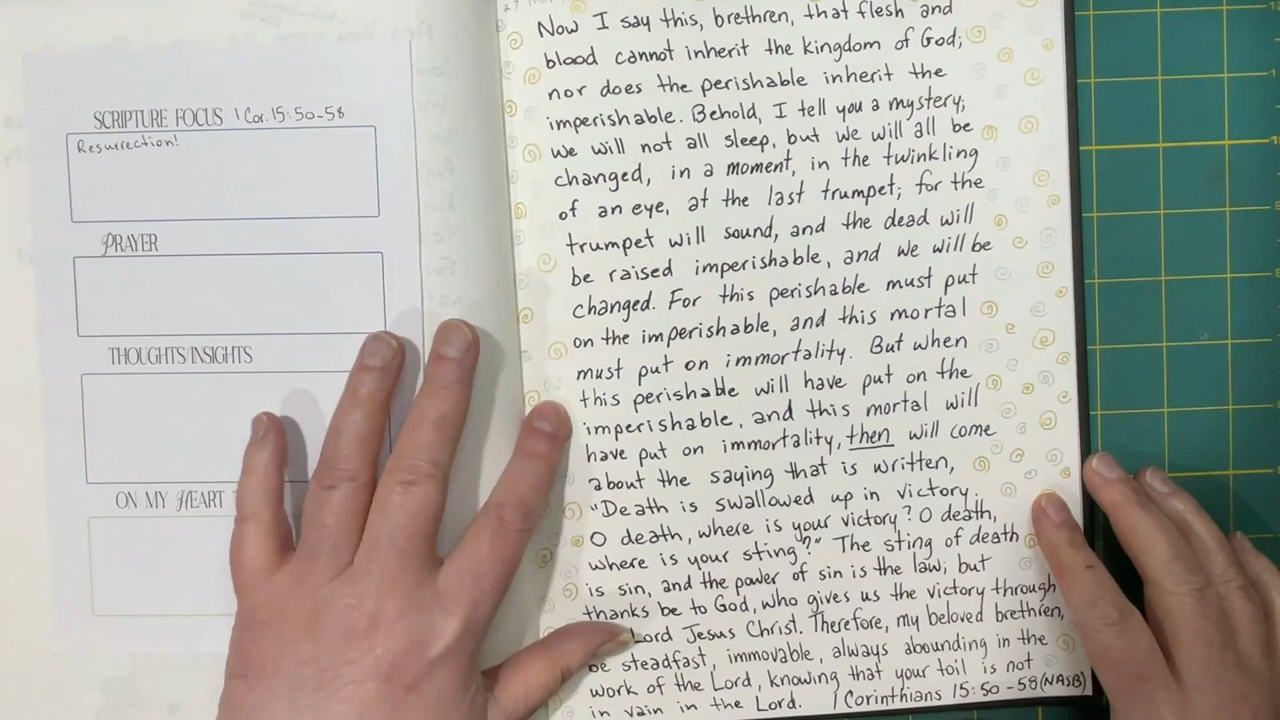 SCRIPTURE FOCUS 1 Cor. 15:50-58
Resurrection!
PRAYER
THOUGHTS/INSIGHTS
ON MY HEART
Now I say this, brethren, that flesh and
blood cannot inherit the kingdom of God;
nor does the perishable inherit the
imperishable. Behold, I tell you a mystery;
we will not all sleep, but we will all be
changed, in a moment, in the twinkling
of an eye, at the last trumpet; for the
trumpet will sound, and the dead will
be raised imperishable, and we will be
changed. For this perishable must put
on the imperishable, and this mortal
must put on immortality. But when
this perishable will have put on the
imperishable, and this mortal will
have put on immortality, then will come
about the saying that is written,
"Death is swallowed up in victory.
O death, where is your victory? O death,
where is your sting?" The sting of death
is sin, and the power of sin is the law; but
thanks be to God, who gives us the victory through
Lord Jesus Christ. Therefore, my beloved brethren,
be steadfast, immovable, always abounding in the
work of the Lord, knowing that your toil is not
in vain in the Lord. 1 Corinthians 15:50-58 (NASB)